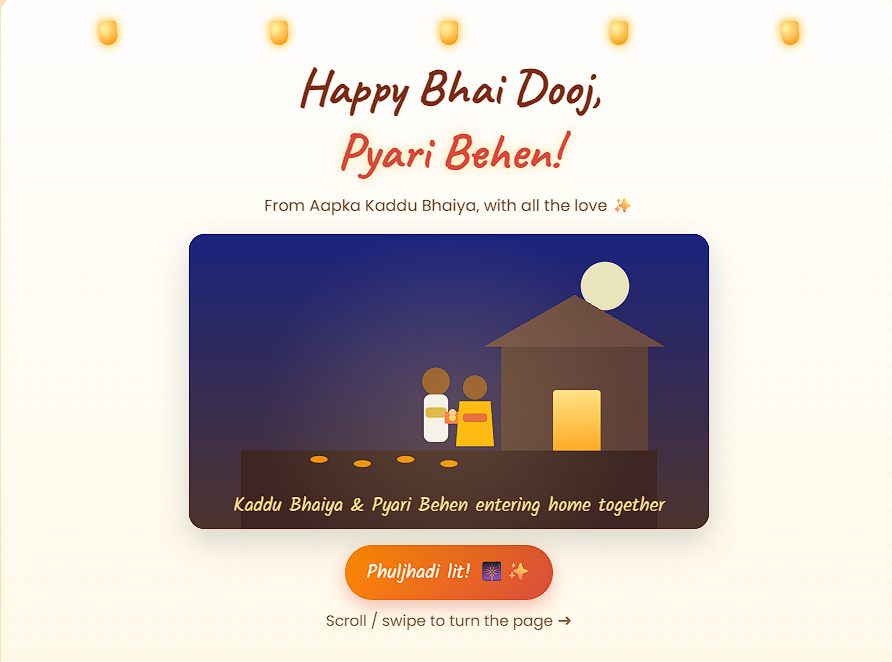 Happy Bhai Dooj,
Pyari Behen!
From Aapka Kaddu Bhaiya, with all the love ✨
Kaddu Bhaiya & Pyari Behen entering home together
Phuljhadi lit! 🎆 ✨
Scroll / swipe to turn the page →